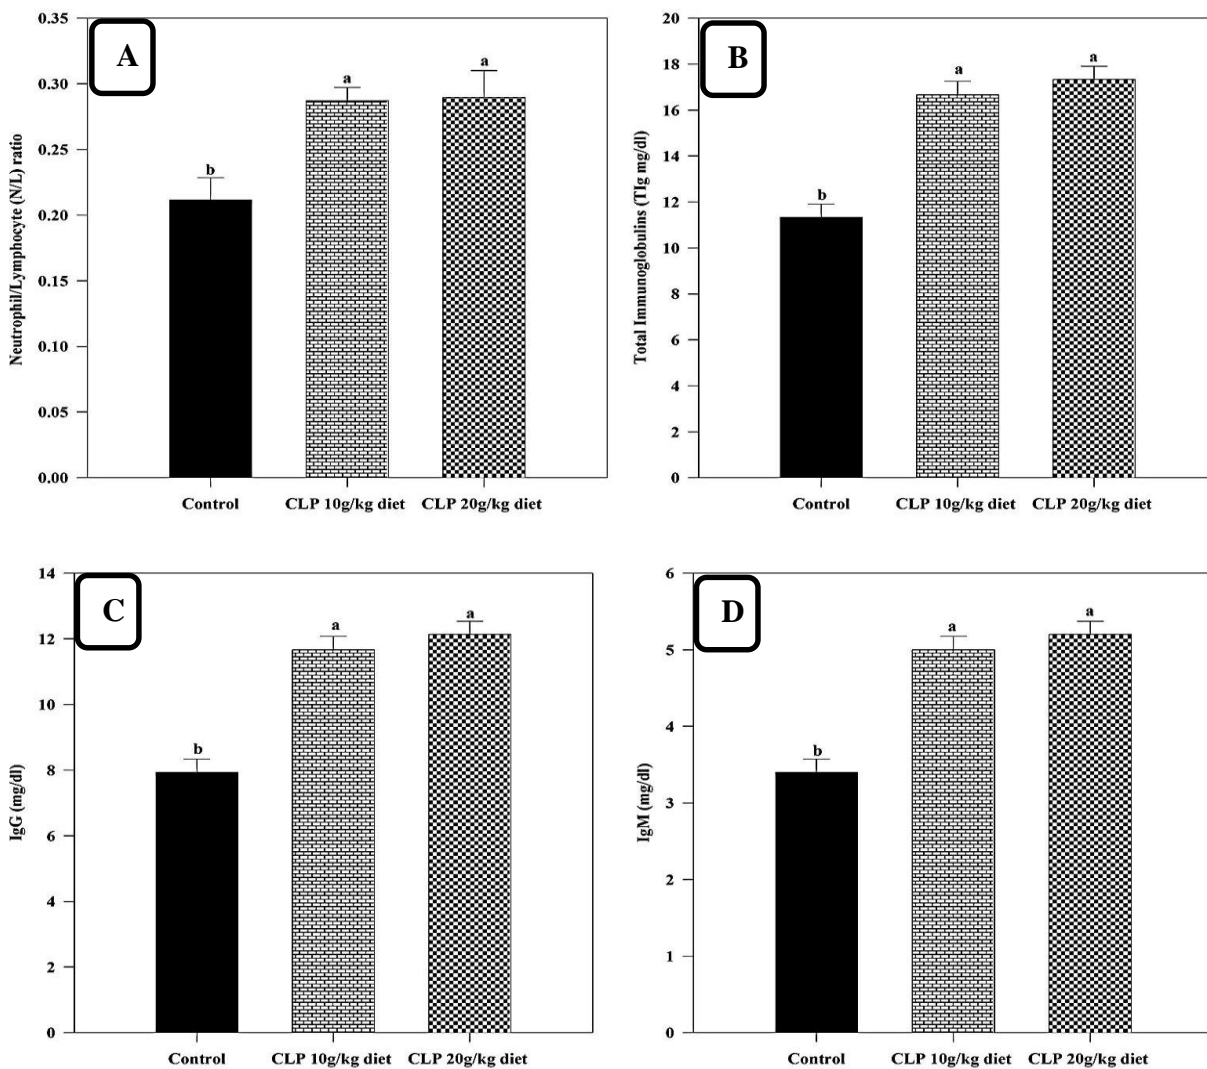 A
Neutrophil/Lymphocyte (N/L) ratio
0.35
0.30
0.25
0.20
0.15
0.10
0.05
0.00
b
a
a
Control
CLP 10g/kg diet
CLP 20g/kg diet
B
Total Immunoglobulins (TIg mg/dl)
20
18
16
14
12
10
8
6
4
2
0
b
a
a
Control
CLP 10g/kg diet
CLP 20g/kg diet
C
IgG (mg/dl)
14
12
10
8
6
4
2
0
b
a
a
Control
CLP 10g/kg diet
CLP 20g/kg diet
D
IgM (mg/dl)
6
5
4
3
2
1
0
b
a
a
Control
CLP 10g/kg diet
CLP 20g/kg diet